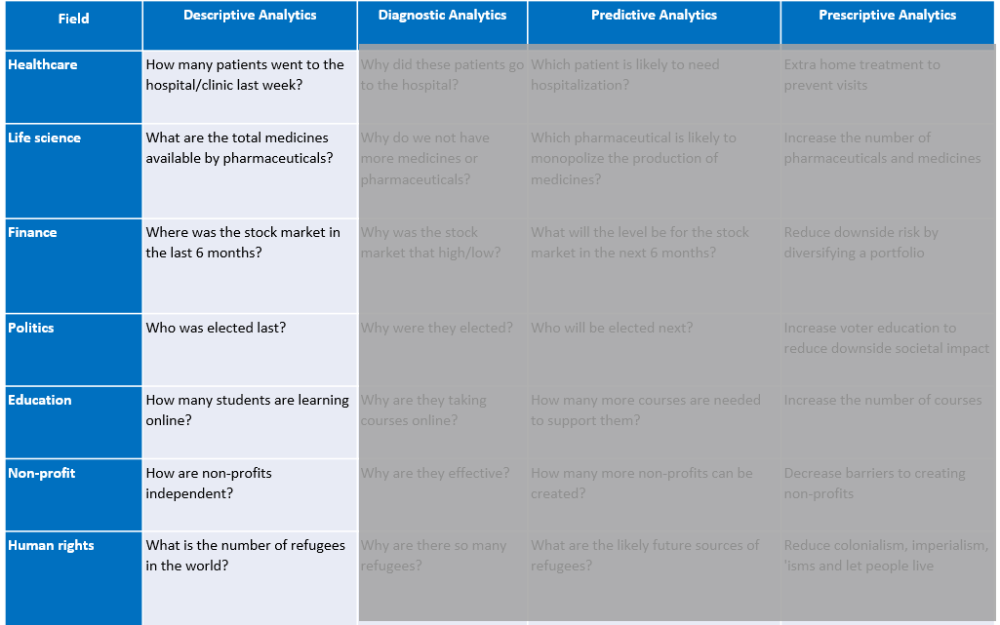 Field
Descriptive Analytics
Diagnostic Analytics
Predictive Analytics
Prescriptive Analytics
Healthcare
How many patients went to the
hospital/clinic last week?
Why did these patients go
to the hospital?
Which patient is likely to need
hospitalization?
Extra home treatment to
prevent visits
Life science
What are the total medicines
available by pharmaceuticals?
Why do we not have
more medicines or
pharmaceuticals?
Which pharmaceutical is likely to
monopolize the production of
medicines?
Increase the number of
pharmaceuticals and medicines
Finance
Where was the stock market in
the last 6 months?
Why was the stock
market that high/low?
What will the level be for the stock
market in the next 6 months?
Reduce downside risk by
diversifying a portfolio
Politics
Who was elected last?
Why were they elected?
Who will be elected next?
Increase voter education to
reduce downside societal impact
Education
How many students are learning
online?
Why are they taking
courses online?
How many more courses are needed
to support them?
Increase the number of courses
Non-profit
How are non-profits
independent?
Why are they effective?
How many more non-profits can be
created?
Decrease barriers to creating
non-profits
Human rights
What is the number of refugees
in the world?
Why are there so many
refugees?
What are the likely future sources of
refugees?
Reduce colonialism, imperialism,
'isms and let people live